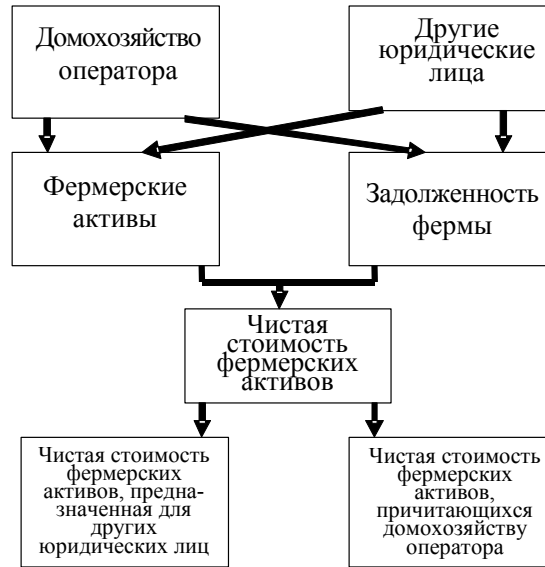 Домохозяйство
оператора
Другие
юридические
лица
Фермерские
активы
Задолженность
фермы
Чистая
стоимость
фермерских
активов
Чистая стоимость
фермерских
активов, предна-
значенная для
других
юридических лиц
Чистая стоимость
фермерских
активов,
причитающихся
домохозяйству
оператора